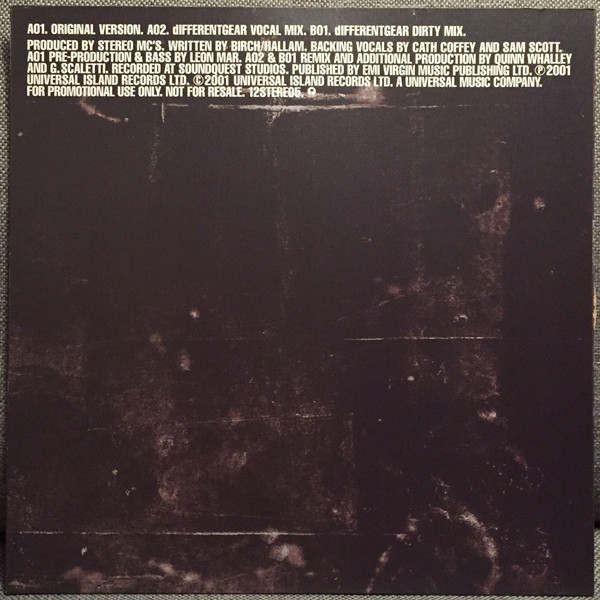 A01. ORIGINAL VERSION. A02. dIFFERENTGEAR VOCAL MIX. B01. dIFFERENTGEAR DIRTY MIX.
PRODUCED BY STEREO MC'S. WRITTEN BY BIRCH/HALLAM. BACKING VOCALS BY CATH COFFEY AND SAM SCOTT.
A01 PRE-PRODUCTION & BASS BY LEON MAR. A02 & B01 REMIX AND ADDITIONAL PRODUCTION BY QUINN WHALLEY
AND G. SCALETTI. RECORDED AT SOUNDQUEST STUDIOS. PUBLISHED BY EMI VIRGIN MUSIC PUBLISHING LTD. ℗2001
UNIVERSAL ISLAND RECORDS LTD. ©2001 UNIVERSAL ISLAND RECORDS LTD. A UNIVERSAL MUSIC COMPANY.
FOR PROMOTIONAL USE ONLY. NOT FOR RESALE. 12STEREO5.